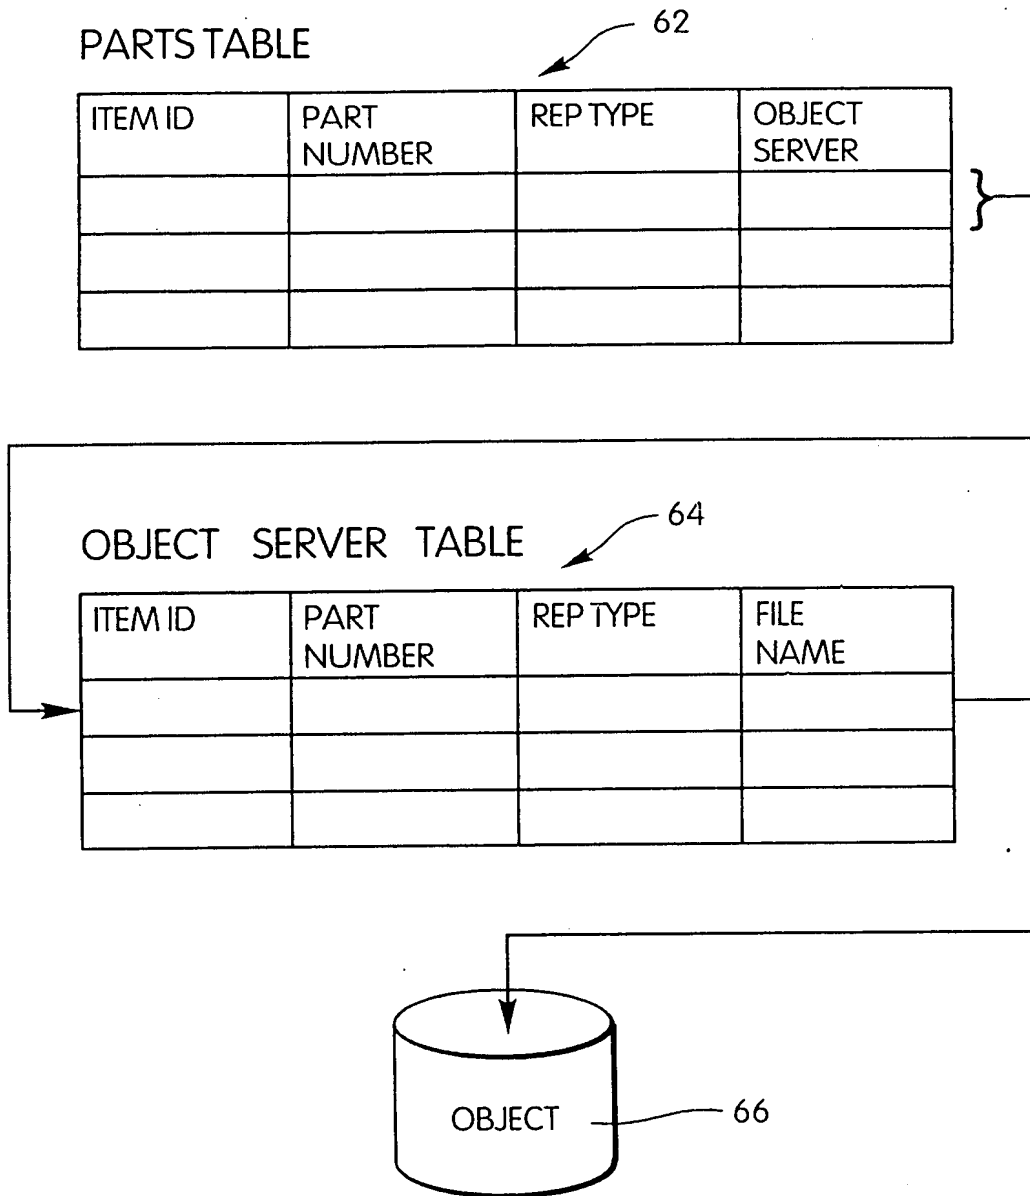 62
PARTS TABLE
ITEM ID
PART
NUMBER
REP TYPE
OBJECT
SERVER
64
OBJECT SERVER TABLE
ITEM ID
PART
NUMBER
REP TYPE
FILE
NAME
OBJECT
66